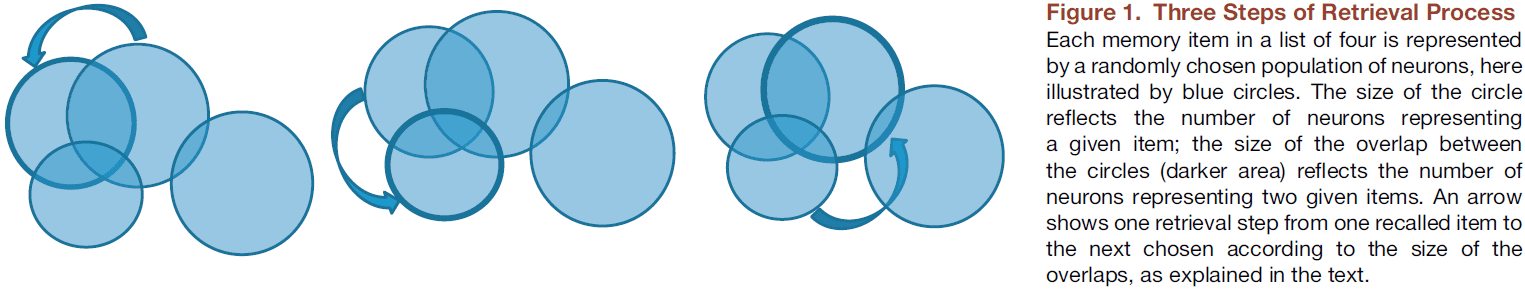 Figure 1. Three Steps of Retrieval Process
Each memory item in a list of four is represented
by a randomly chosen population of neurons, here
illustrated by blue circles. The size of the circle
reflects the number of neurons representing
a given item; the size of the overlap between
the circles (darker area) reflects the number of
neurons representing two given items. An arrow
shows one retrieval step from one recalled item to
the next chosen according to the size of the
overlaps, as explained in the text.